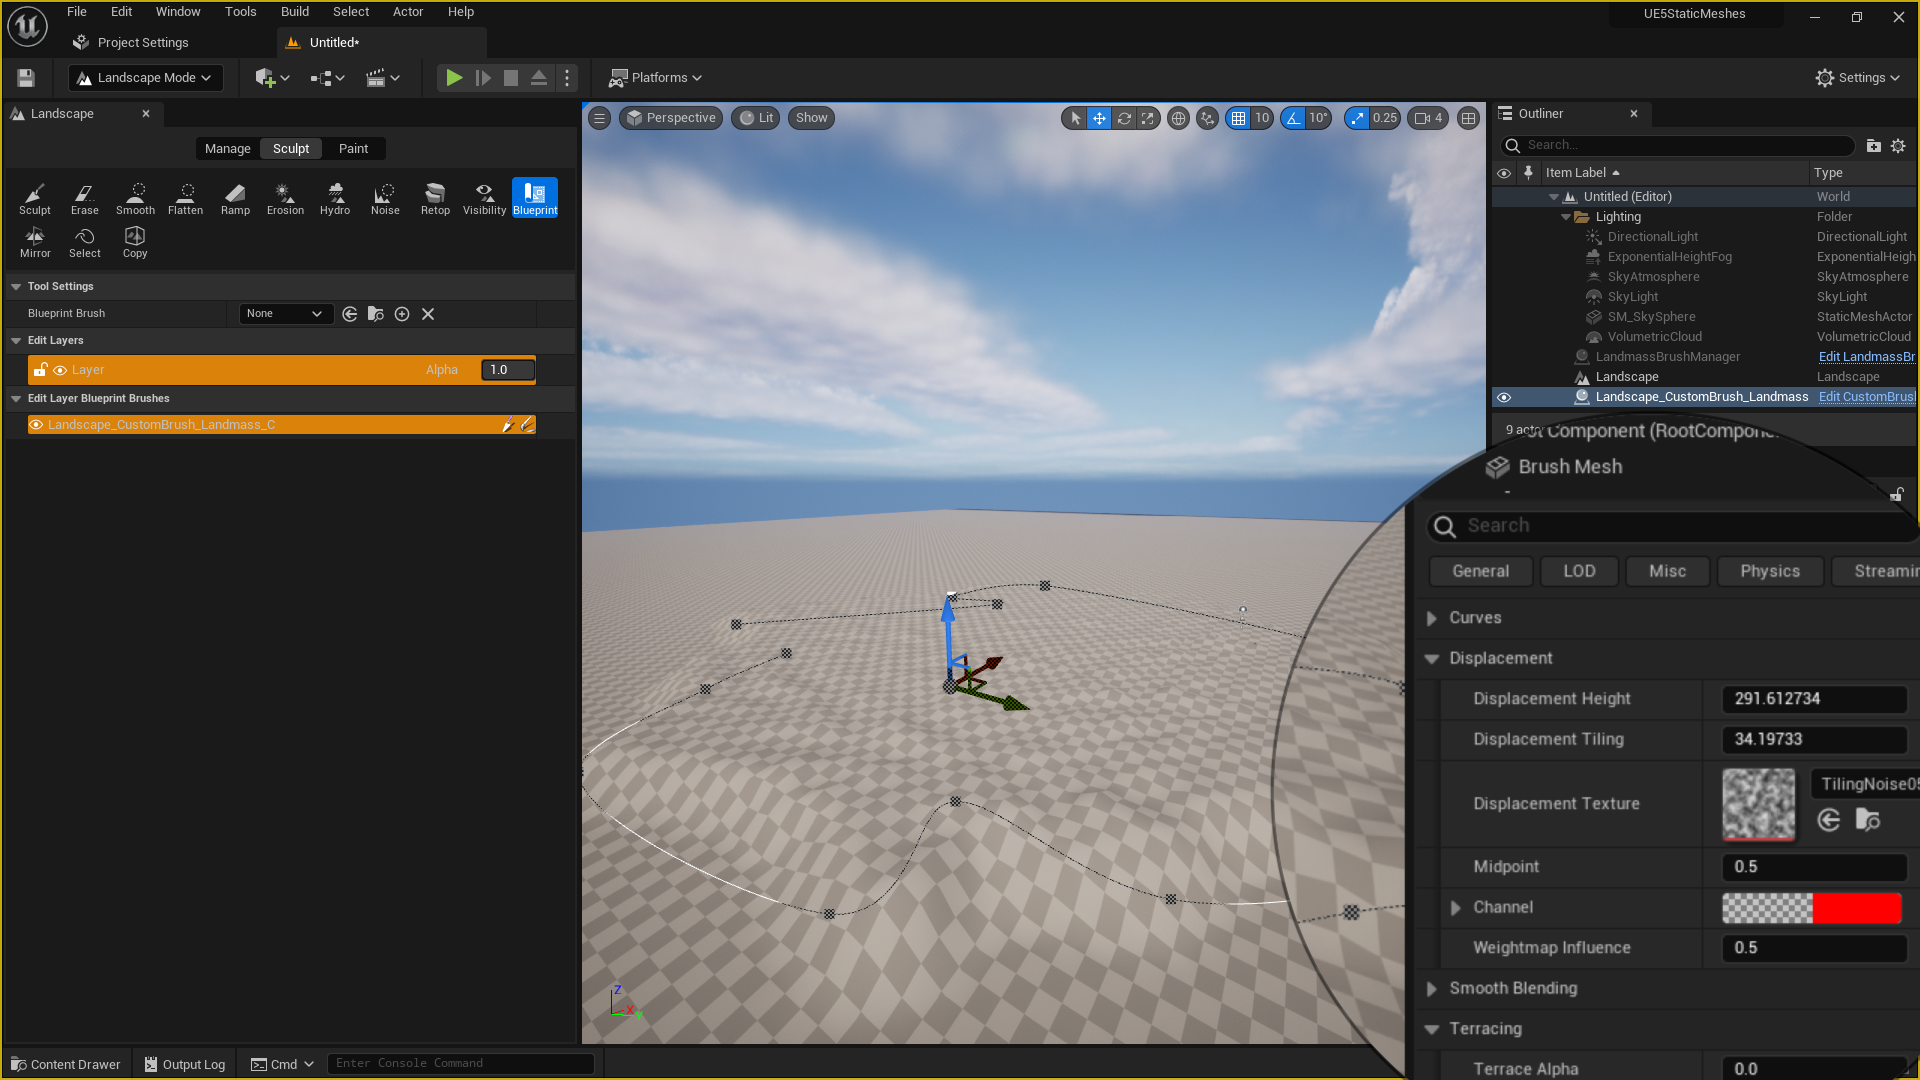 File Edit Window Tools Build Select Actor Help
UE5StaticMeshes
Project Settings
Untitled*
Landscape Mode
Platforms
Settings
Landscape
Manage Sculpt Paint
Sculpt Erase Smooth Flatten Ramp Erosion Hydro Noise Retop Visibility Blueprint
Mirror Select Copy
Tool Settings
Blueprint Brush None
Edit Layers
Layer Alpha 1.0
Edit Layer Blueprint Brushes
Landscape_CustomBrush_Landmass_C
Perspective Lit Show
10 10° 0.25 4
Z
X
Y
Outliner
Search...
Item Label Type
Untitled (Editor) World
Lighting Folder
DirectionalLight DirectionalLight
ExponentialHeightFog ExponentialHeigh
SkyAtmosphere SkyAtmosphere
SkyLight SkyLight
SM_SkySphere StaticMeshActor
VolumetricCloud VolumetricCloud
LandmassBrushManager Edit LandmassBr
Landscape Landscape
Landscape_CustomBrush_Landmass Edit CustomBrus
9 acto
ot Component (RootCompone
Brush Mesh
Search
General LOD Misc Physics Streamin
Curves
Displacement
Displacement Height 291.612734
Displacement Tiling 34.19733
Displacement Texture TilingNoise05
Midpoint 0.5
Channel
Weightmap Influence 0.5
Smooth Blending
Terracing
Terrace Alpha 0.0
Content Drawer Output Log Cmd Enter Console Command